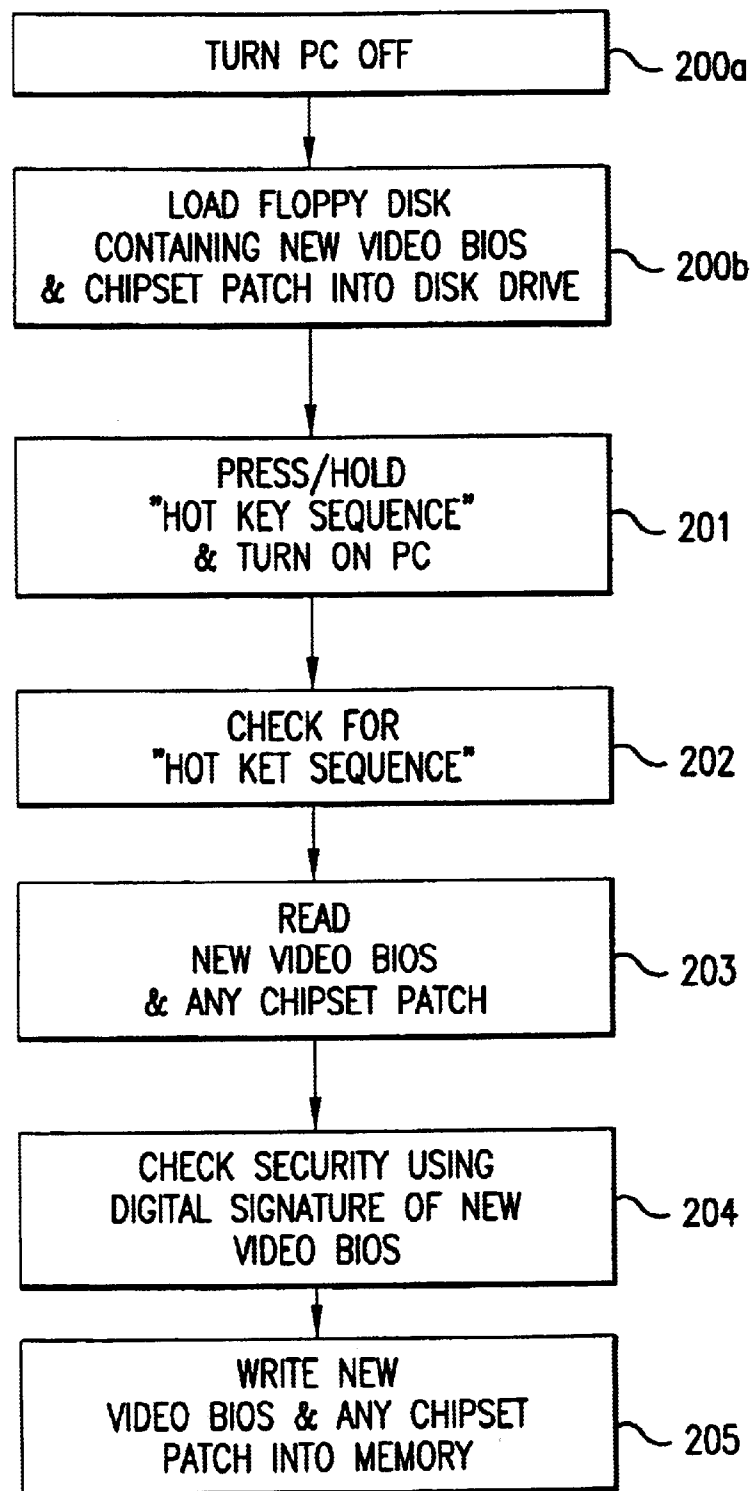 TURN PC OFF
200a
LOAD FLOPPY DISK
CONTAINING NEW VIDEO BIOS
& CHIPSET PATCH INTO DISK DRIVE
200b
PRESS/HOLD
"HOT KEY SEQUENCE"
& TURN ON PC
201
CHECK FOR
"HOT KET SEQUENCE"
202
READ
NEW VIDEO BIOS
& ANY CHIPSET PATCH
203
CHECK SECURITY USING
DIGITAL SIGNATURE OF NEW
VIDEO BIOS
204
WRITE NEW
VIDEO BIOS & ANY CHIPSET
PATCH INTO MEMORY
205